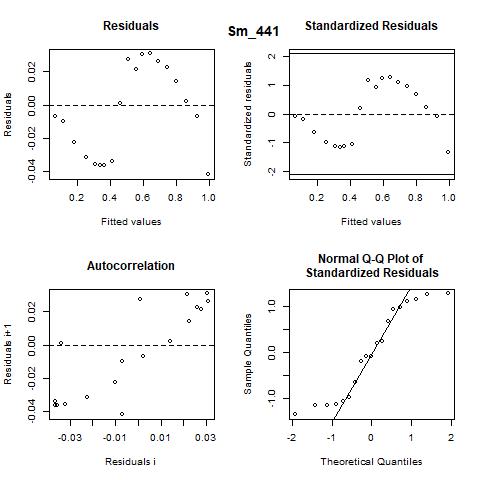 Sm_441
Residuals
Residuals
-0.04
-0.02
0.00
0.02
0.2
0.4
0.6
0.8
1.0
Fitted values
Standardized Residuals
Standardized residuals
-2
-1
0
1
2
0.2
0.4
0.6
0.8
1.0
Fitted values
Autocorrelation
Residuals i+1
-0.04
-0.02
0.00
0.02
-0.03
-0.01
0.01
0.03
Residuals i
Normal Q-Q Plot of
Standardized Residuals
Sample Quantiles
-1.0
0.0
1.0
-2
-1
0
1
2
Theoretical Quantiles